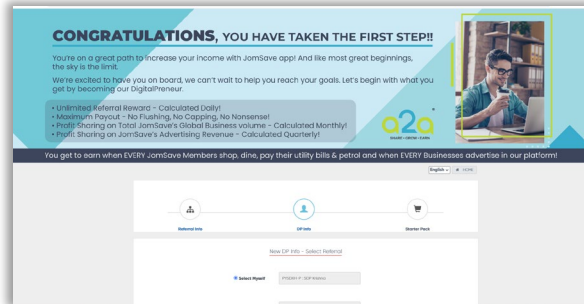 CONGRATULATIONS, YOU HAVE TAKEN THE FIRST STEP!!
You're on a great path to increase your income with JomSave app! And like most great beginnings,
the sky is the limit.
We're excited to have you on board, we can't wait to help you reach your goals. Let's begin with what you
get by becoming our DigitalPreneur.
• Unlimited Referral Reward - Calculated Daily!
• Maximum Payout - No Flushing, No Capping, No Nonsense!
• Profit Sharing on Total JomSave's Global Business volume - Calculated Monthly!
• Profit Sharing on JomSave's Advertising Revenue - Calculated Quarterly!
o2o
SHARE • GROW • EARN
You get to earn when EVERY JomSave Members shop, dine, pay their utility bills & petrol and when EVERY Businesses advertise in our platform!
English
HOME
Referral Info
DP Info
Starter Pack
New DP Info - Select Referral
Select Myself